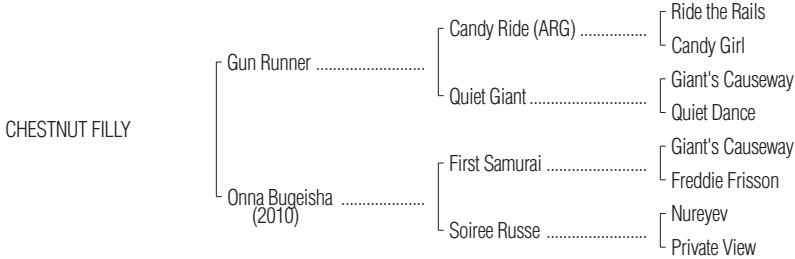 Ride the Rails
Candy Ride (ARG) ................
Candy Girl
Gun Runner ..........................
Giant's Causeway
Quiet Giant ............................
Quiet Dance
CHESTNUT FILLY
Giant's Causeway
First Samurai ........................
Freddie Frisson
Onna Bugeisha ....................
(2010)
Nureyev
Soiree Russe ........................
Private View